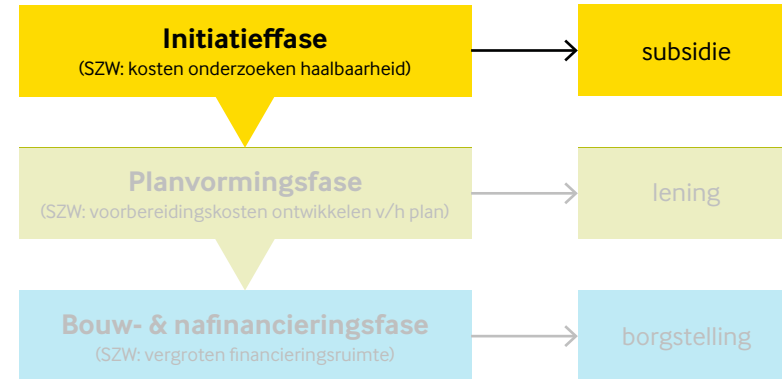 Initiatieffase
(SZW: kosten onderzoeken haalbaarheid)
subsidie
Planvormingsfase
(SZW: voorbereidingskosten ontwikkelen v/h plan)
lening
Bouw- & nafinancieringsfase
(SZW: vergroten financieringsruimte)
borgstelling